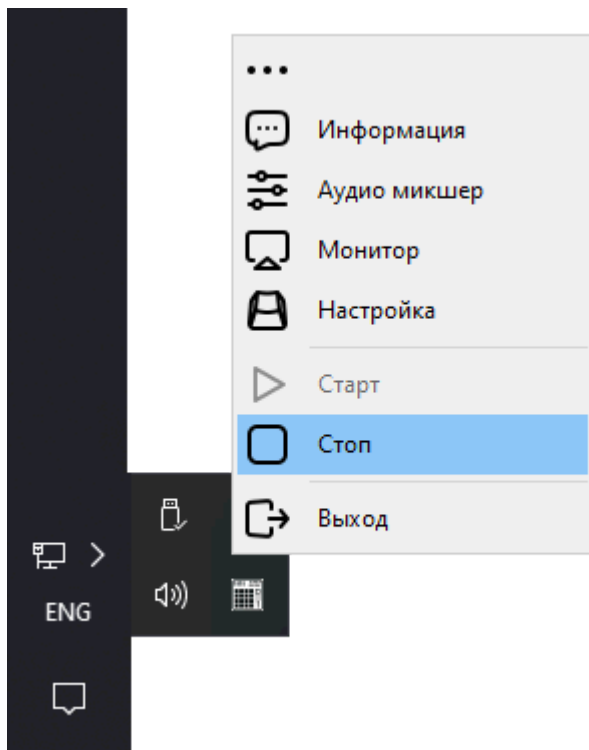 Информация
Аудио микшер
Монитор
Настройка
Старт
Стоп
Выход
ENG